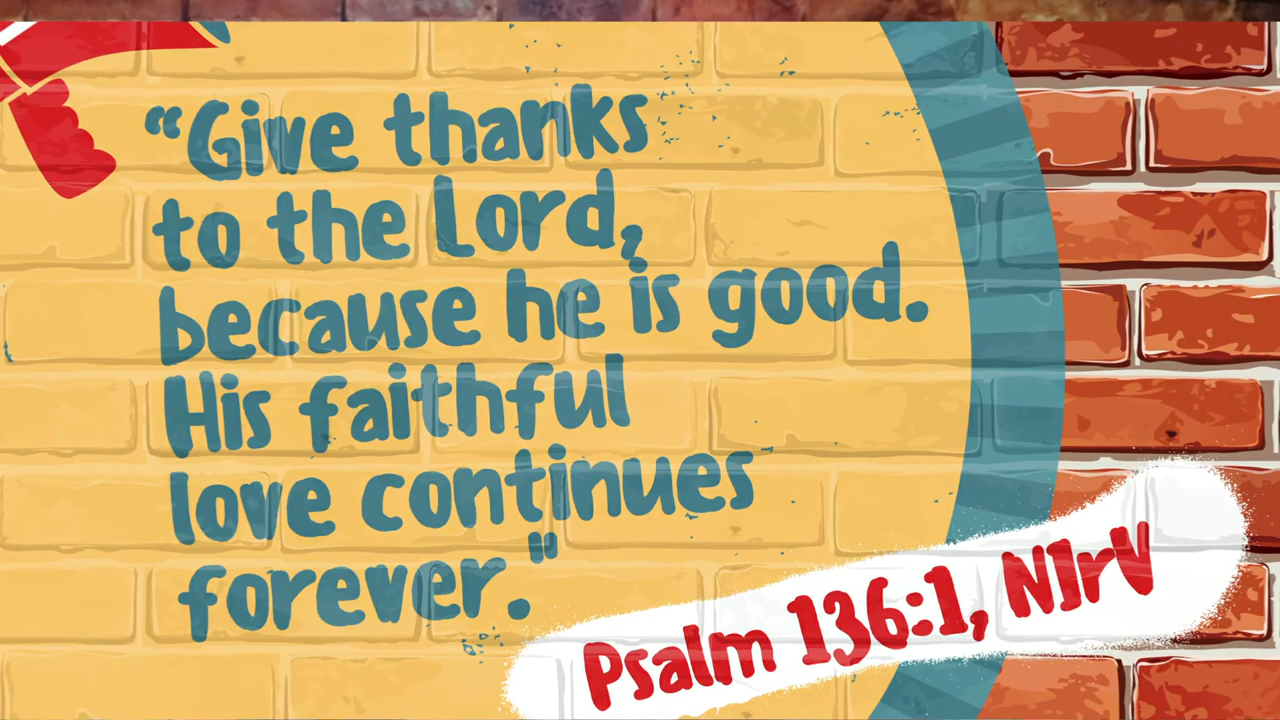 “Give thanks
to the Lord,
because he is good.
His faithful
love continues
forever."
Psalm 136:1, NIrV